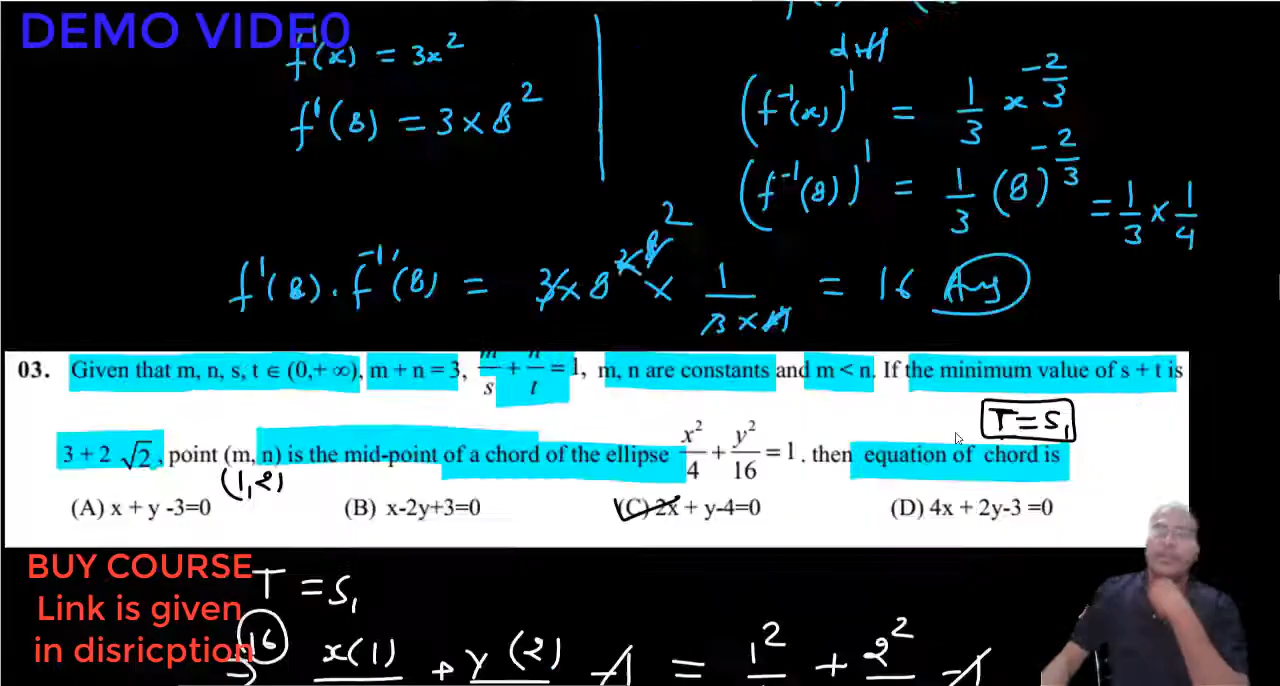 DEMO VIDEO
f'(x) = 3x²
f'(8) = 3 × 8²
diff
(f⁻¹(x))' = 1/3 x^(-2/3)
(f⁻¹(8))' = 1/3 (8)^(-2/3) = 1/3 × 1/4
f'(8) . f⁻¹'(8) = 3 × 8² × 1/(3 × 4) = 16 Ans
03. Given that m, n, s, t ∈ (0,+ ∞), m + n = 3, m/s + n/t = 1, m, n are constants and m < n. If the minimum value of s + t is
T = S₁
3 + 2 √2 , point (m, n) is the mid-point of a chord of the ellipse x²/4 + y²/16 = 1 . then equation of chord is
(1, 2)
(A) x + y -3=0 (B) x-2y+3=0 (C) 2x + y-4=0 (D) 4x + 2y-3 =0
BUY COURSE
Link is given
in disricption
T = S₁
16 x(1) + y(2) -1 = 1² + 2² -1